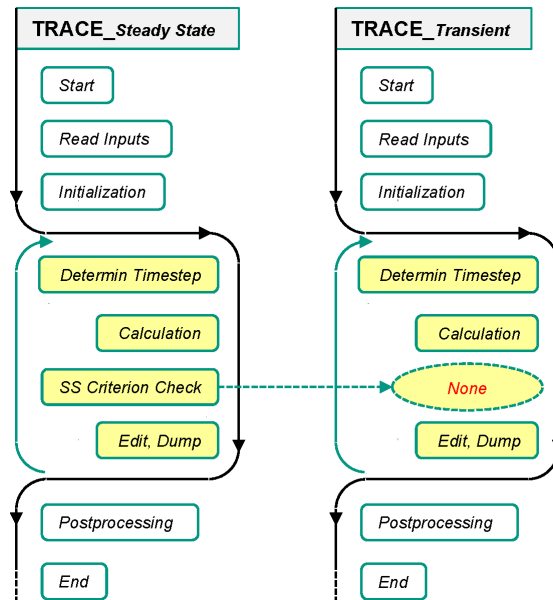 TRACE_Steady State
Start
Read Inputs
Initialization
Determin Timestep
Calculation
SS Criterion Check
Edit, Dump
Postprocessing
End
TRACE_Transient
Start
Read Inputs
Initialization
Determin Timestep
Calculation
None
Edit, Dump
Postprocessing
End